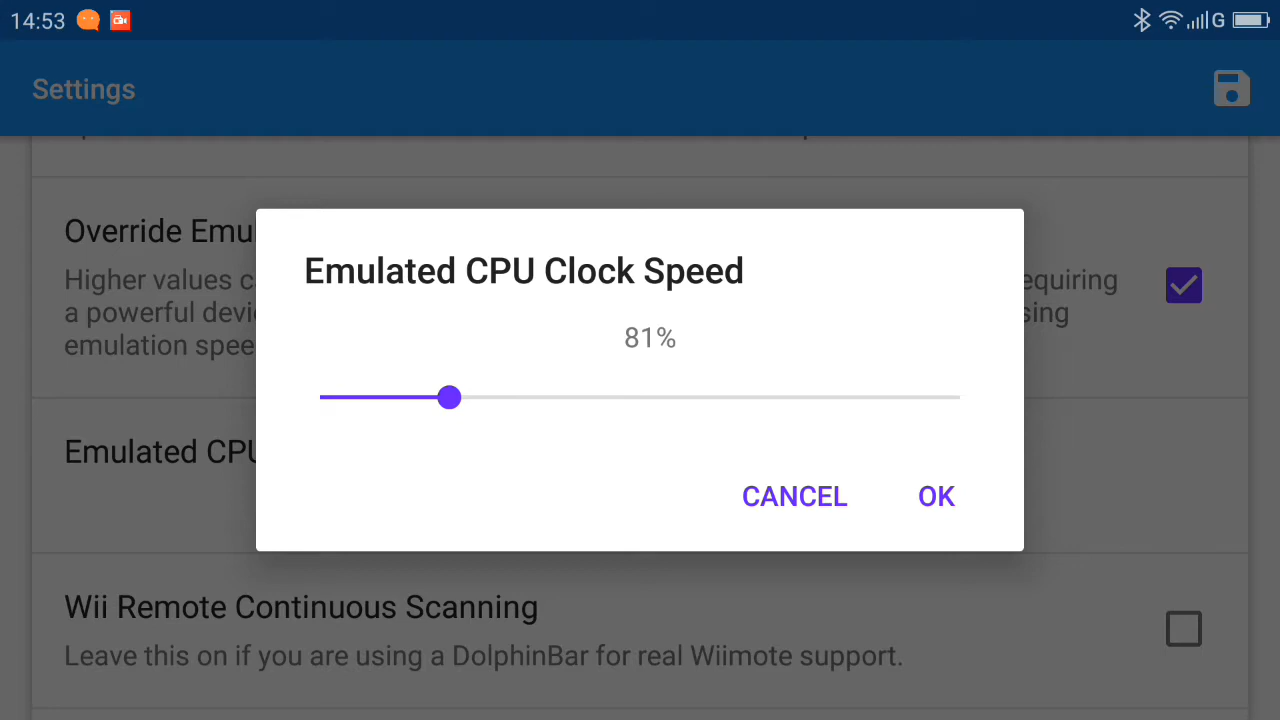 14:53 G
Settings
Override Emul
Higher values c equiring
a powerful devi sing
emulation spee
Emulated CPU Clock Speed
81%
CANCEL OK
Emulated CPU
Wii Remote Continuous Scanning
Leave this on if you are using a DolphinBar for real Wiimote support.